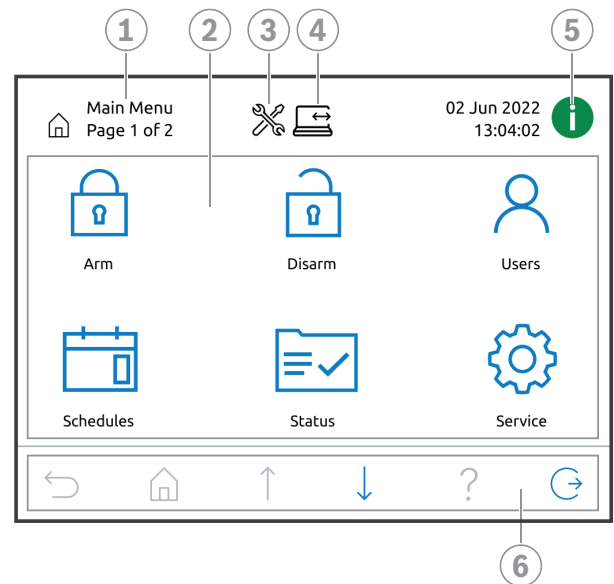 1 2 3 4 5
Main Menu
Page 1 of 2
02 Jun 2022
13:04:02
i
Arm Disarm Users
Schedules Status Service
?
6